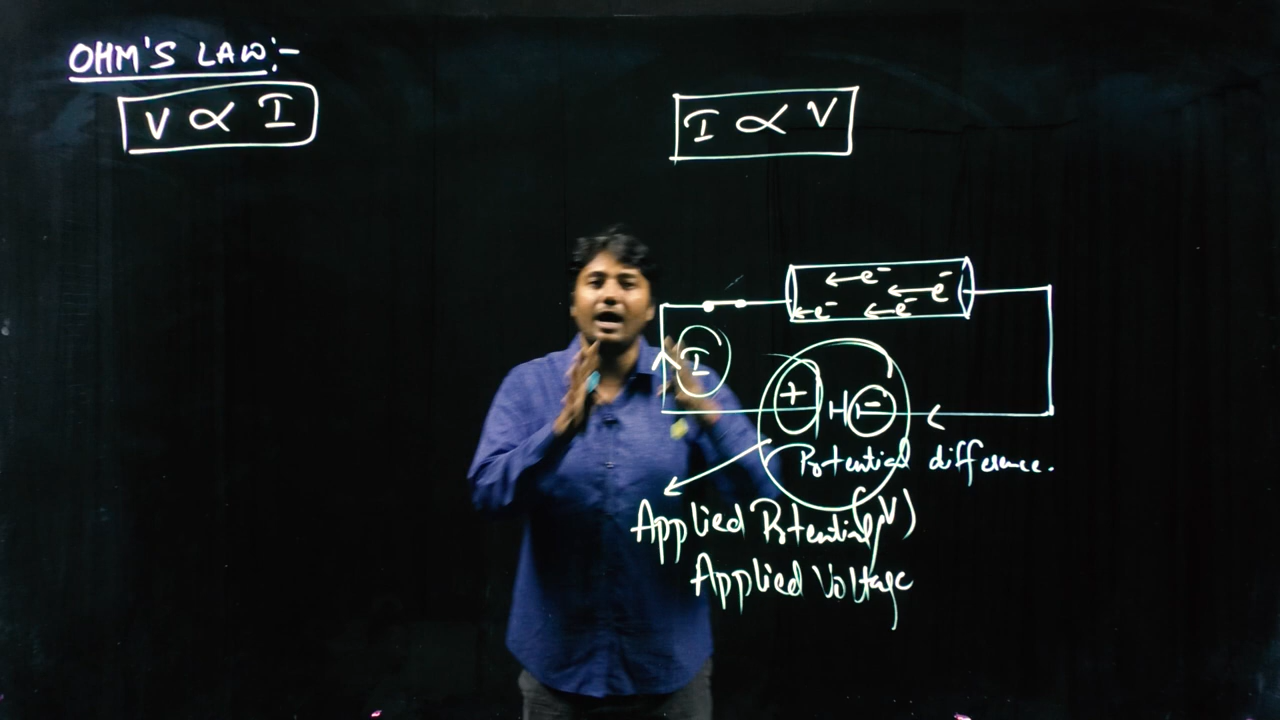 OHM'S LAW:-
V ∝ I
I ∝ V
←e⁻
←e⁻
←e⁻
←e⁻
I
+
-
Potential difference.
Applied Potential (V)
Applied Voltage